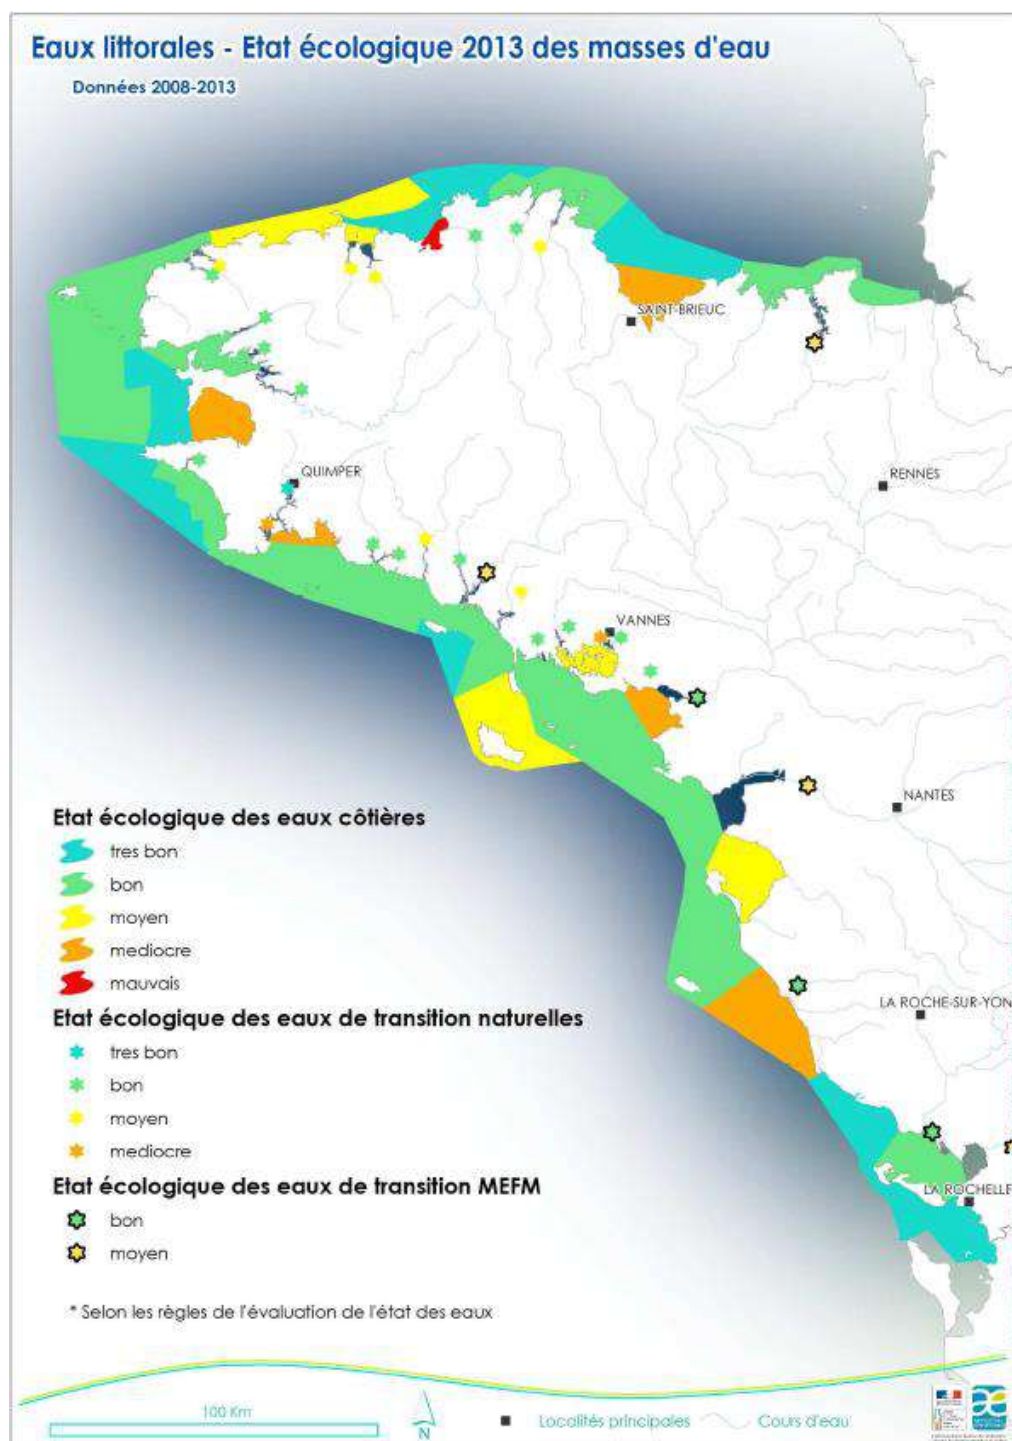 Eaux littorales - Etat écologique 2013 des masses d'eau
Données 2008-2013
SAINT-BRIEUC
QUIMPER
RENNES
VANNES
NANTES
LA ROCHE-SUR-YON
LA ROCHELLE
Etat écologique des eaux côtières
tres bon
bon
moyen
mediocre
mauvais
Etat écologique des eaux de transition naturelles
tres bon
bon
moyen
mediocre
Etat écologique des eaux de transition MEFM
bon
moyen
* Selon les règles de l'évaluation de l'état des eaux
100 Km
N
Localités principales
Cours d'eau